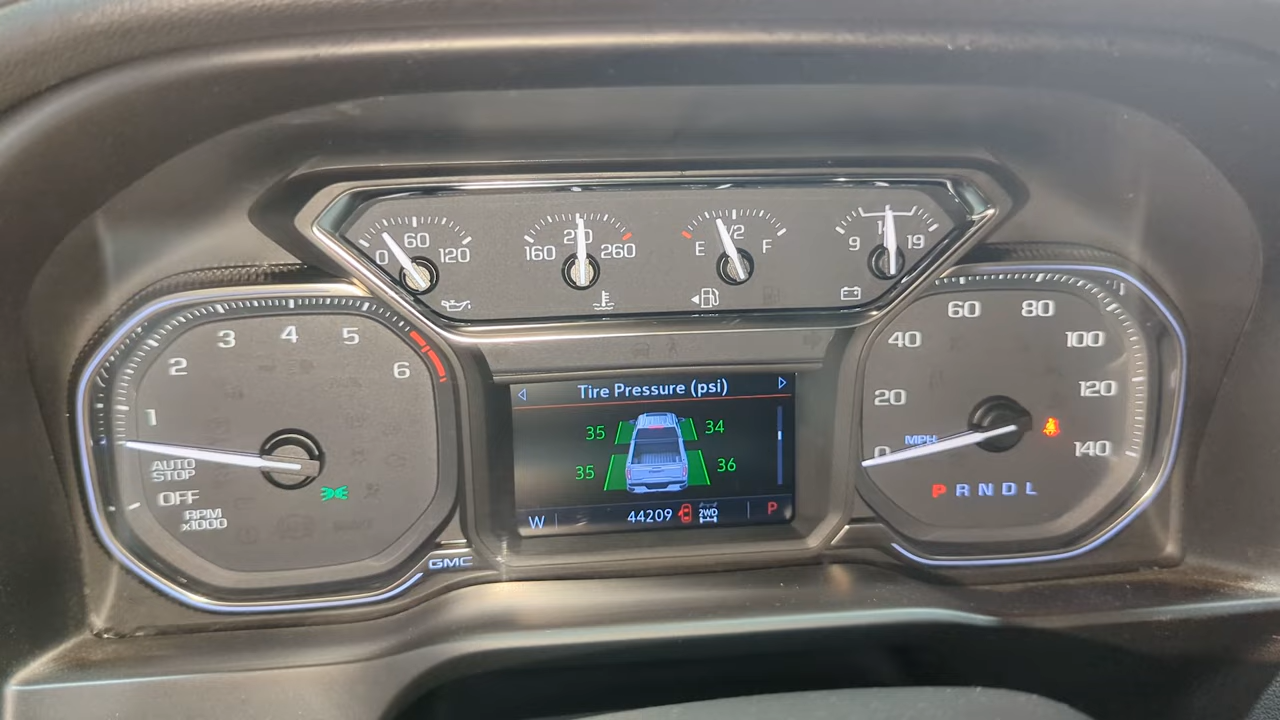 0 60 120
160 210 260
E 1/2 F
9 14 19
1 2 3 4 5 6
AUTO
STOP
OFF
RPM
x1000
GMC
Tire Pressure (psi)
35 34
35 36
W 44209 2WD P
0 20 40 60 80 100 120 140
MPH
P R N D L